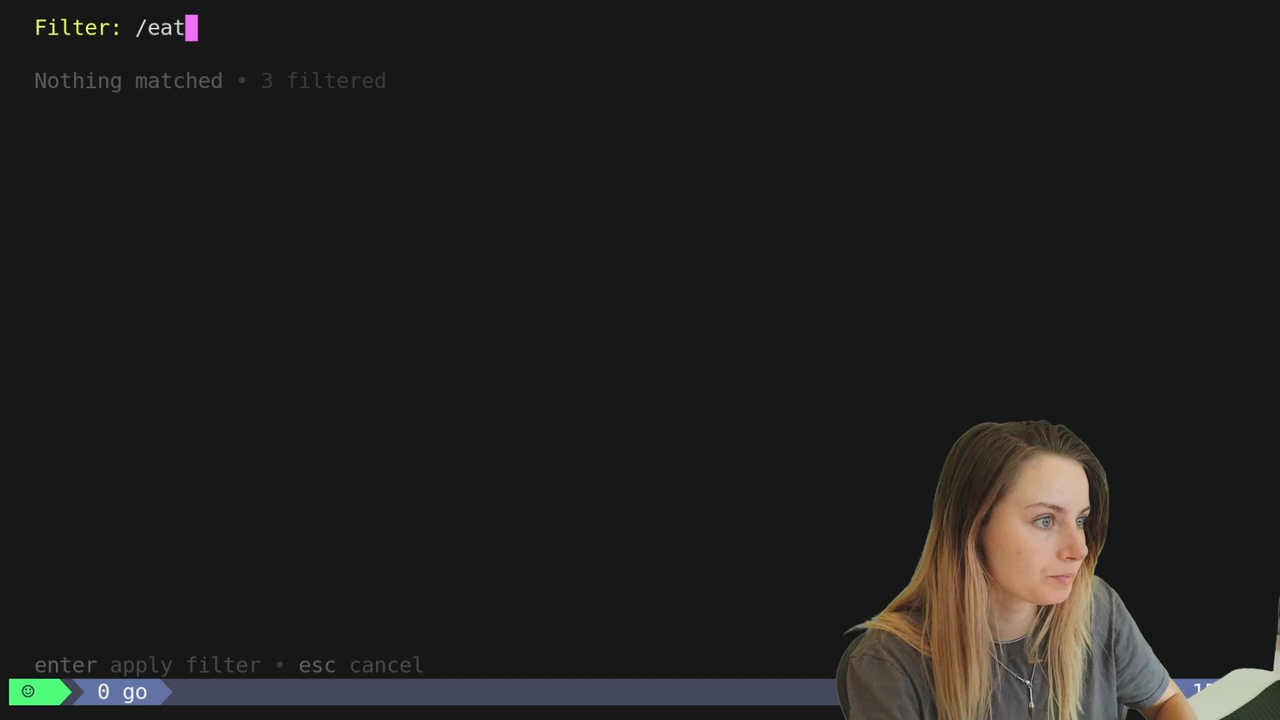 Filter: /eat
Nothing matched • 3 filtered
enter apply filter • esc cancel
0 go